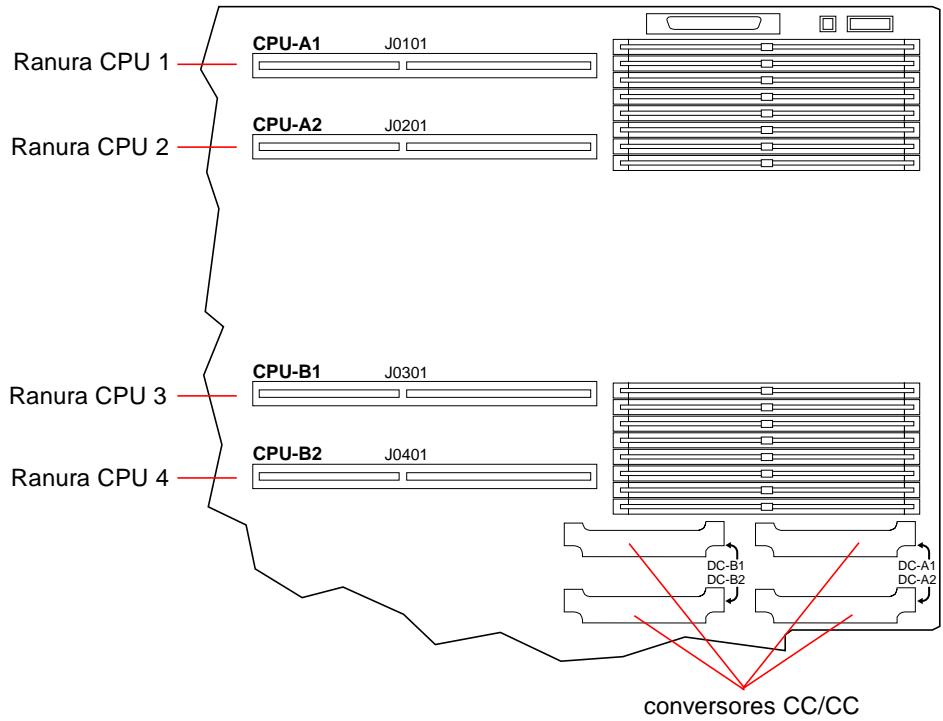 CPU-A1 J0101
Ranura CPU 1
CPU-A2 J0201
Ranura CPU 2
CPU-B1 J0301
Ranura CPU 3
CPU-B2 J0401
Ranura CPU 4
DC-B1 DC-A1
DC-B2 DC-A2
conversores CC/CC